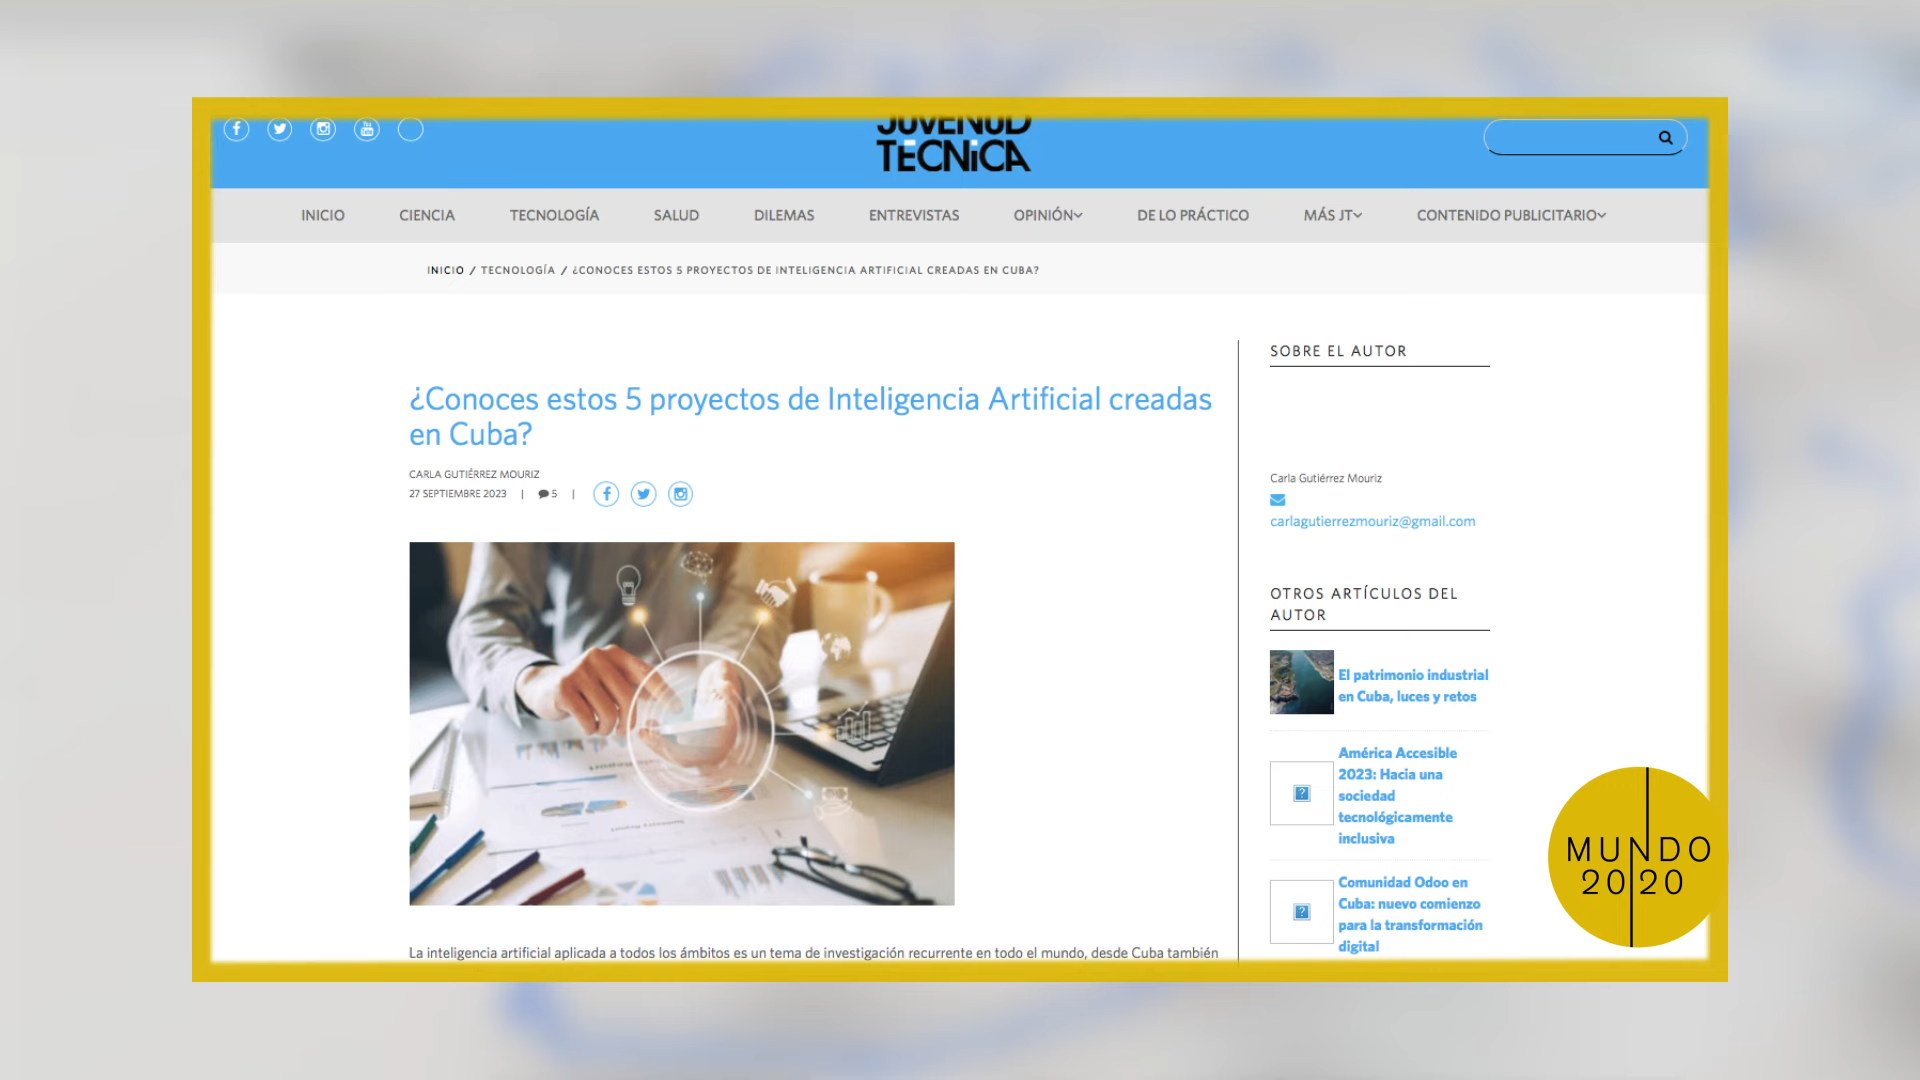 JUVENUD
TÉCNiCA
INICIO
CIENCIA
TECNOLOGÍA
SALUD
DILEMAS
ENTREVISTAS
OPINIÓN
DE LO PRÁCTICO
MÁS JT
CONTENIDO PUBLICITARIO
INICIO / TECNOLOGÍA / ¿CONOCES ESTOS 5 PROYECTOS DE INTELIGENCIA ARTIFICIAL CREADAS EN CUBA?
¿Conoces estos 5 proyectos de Inteligencia Artificial creadas
en Cuba?
CARLA GUTIÉRREZ MOURIZ
27 SEPTIEMBRE 2023 | 5 |
La inteligencia artificial aplicada a todos los ámbitos es un tema de investigación recurrente en todo el mundo, desde Cuba también
SOBRE EL AUTOR
Carla Gutiérrez Mouriz
carlagutierrezmouriz@gmail.com
OTROS ARTÍCULOS DEL
AUTOR
El patrimonio industrial
en Cuba, luces y retos
América Accesible
2023: Hacia una
sociedad
tecnológicamente
inclusiva
Comunidad Odoo en
Cuba: nuevo comienzo
para la transformación
digital
MUNDO
20|20